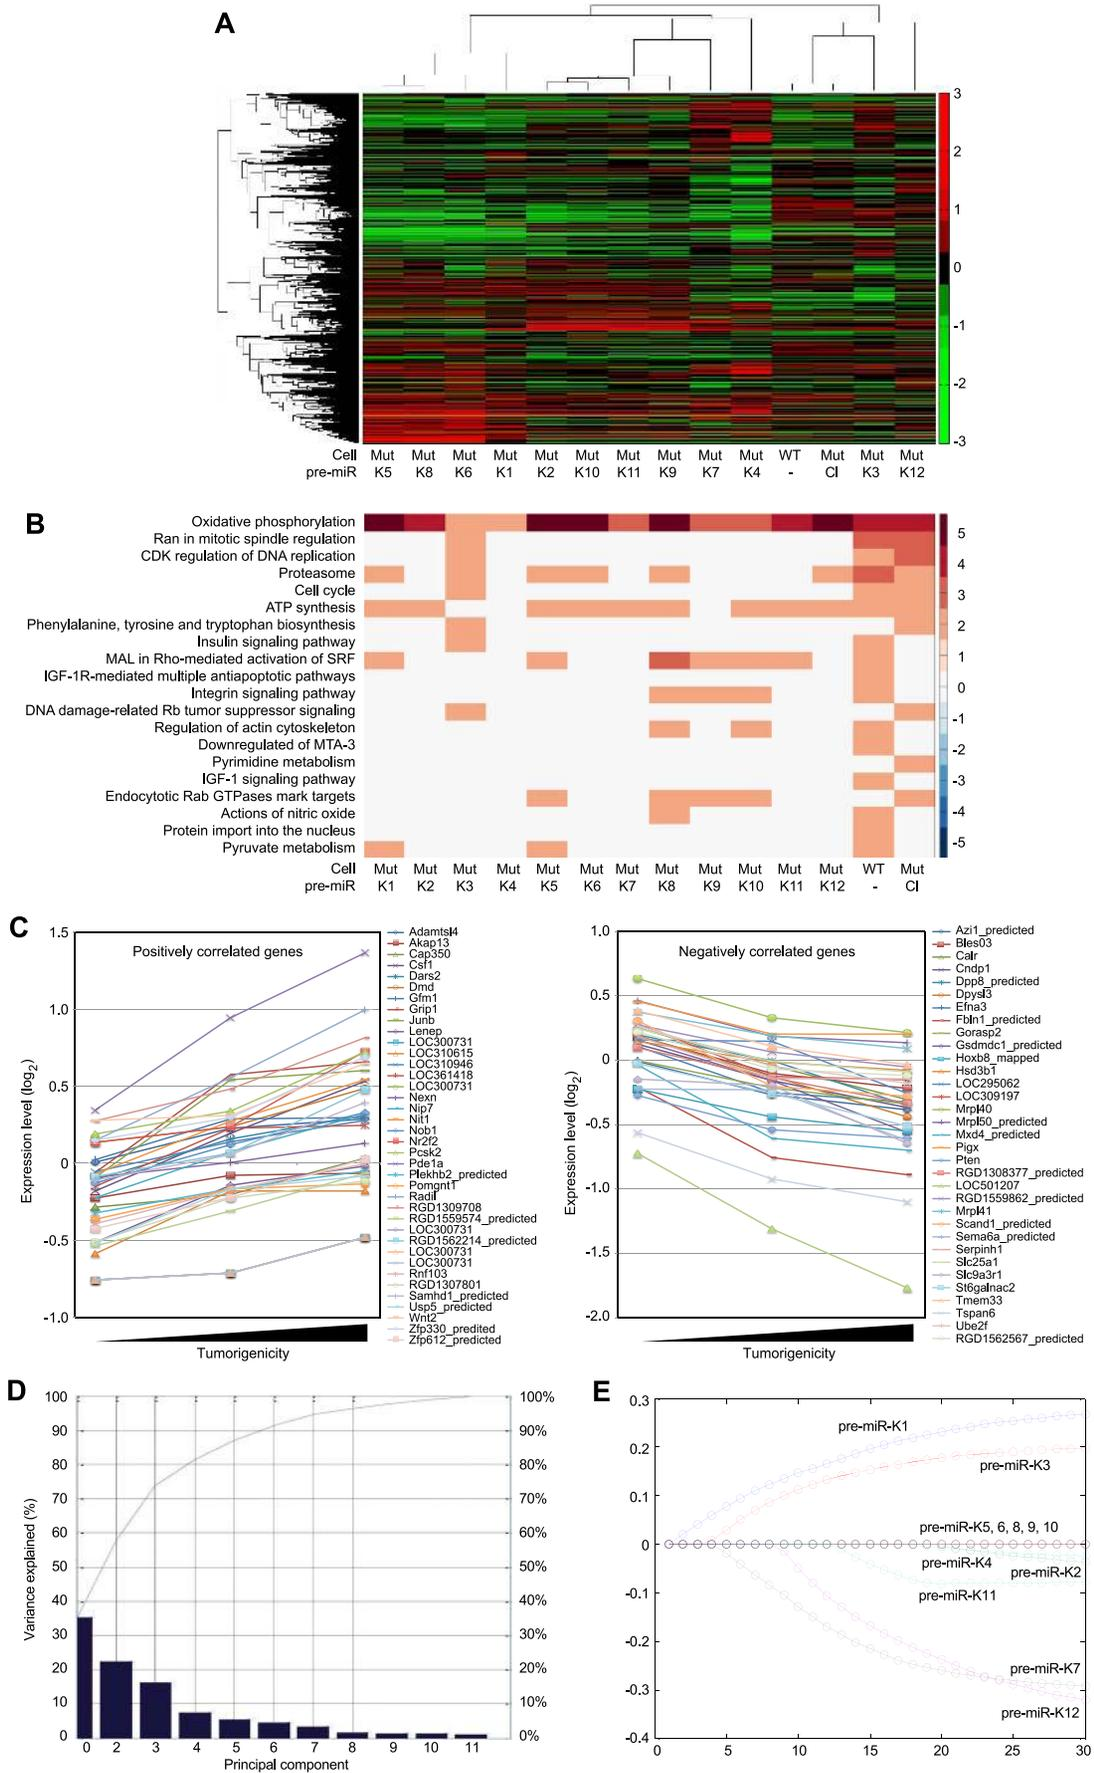 A
3
2
1
0
-1
-2
-3
Cell Mut Mut Mut Mut Mut Mut Mut Mut Mut Mut WT Mut Mut Mut
pre-miR K5 K8 K6 K1 K2 K10 K11 K9 K7 K4 - Cl K3 K12
B
Oxidative phosphorylation
Ran in mitotic spindle regulation
CDK regulation of DNA replication
Proteasome
Cell cycle
ATP synthesis
Phenylalanine, tyrosine and tryptophan biosynthesis
Insulin signaling pathway
MAL in Rho-mediated activation of SRF
IGF-1R-mediated multiple antiapoptotic pathways
Integrin signaling pathway
DNA damage-related Rb tumor suppressor signaling
Regulation of actin cytoskeleton
Downregulated of MTA-3
Pyrimidine metabolism
IGF-1 signaling pathway
Endocytotic Rab GTPases mark targets
Actions of nitric oxide
Protein import into the nucleus
Pyruvate metabolism
5
4
3
2
1
0
-1
-2
-3
-4
-5
Cell Mut Mut Mut Mut Mut Mut Mut Mut Mut Mut Mut Mut WT Mut
pre-miR K1 K2 K3 K4 K5 K6 K7 K8 K9 K10 K11 K12 - Cl
C
Expression level (log2)
1.5
1.0
0.5
0
-0.5
-1.0
Positively correlated genes
Tumorigenicity
Adamtsl4
Akap13
Cap350
Csf1
Dars2
Dmd
Gfm1
Grip1
Junb
Lenep
LOC300731
LOC310615
LOC310946
LOC361418
LOC300731
Nexn
Nip7
Nit1
Nob1
Nr2f2
Pcsk2
Pde1a
Plekhb2_predicted
Pomgnt1
Radil
RGD1309708
RGD1559574_predicted
LOC300731
RGD1562214_predicted
LOC300731
LOC300731
Rnf103
RGD1307801
Samhd1_predicted
Usp5_predicted
Wnt2
Zfp330_predited
Zfp612_predicted
Expression level (log2)
1.0
0.5
0
-0.5
-1.0
-1.5
-2.0
Negatively correlated genes
Tumorigenicity
Azi1_predicted
Bles03
Calr
Cndp1
Dpp8_predicted
Dpysl3
Efna3
Fbln1_predicted
Gorasp2
Gsdmdc1_predicted
Hoxb8_mapped
Hsd3b1
LOC295062
LOC309197
Mrpl40
Mrpl50_predicted
Mxd4_predicted
Pigx
Pten
RGD1308377_predicted
LOC501207
RGD1559862_predicted
Mrpl41
Scand1_predicted
Sema6a_predicted
Serpinh1
Slc25a1
Slc9a3r1
St6galnac2
Tmem33
Tspan6
Ube2f
RGD1562567_predicted
D
Variance explained (%)
100
90
80
70
60
50
40
30
20
10
0
100%
90%
80%
70%
60%
50%
40%
30%
20%
10%
0%
0 2 3 4 5 6 7 8 9 10 11
Principal component
E
0.3
0.2
0.1
0
-0.1
-0.2
-0.3
-0.4
pre-miR-K1
pre-miR-K3
pre-miR-K5, 6, 8, 9, 10
pre-miR-K4
pre-miR-K2
pre-miR-K11
pre-miR-K7
pre-miR-K12
0 5 10 15 20 25 30